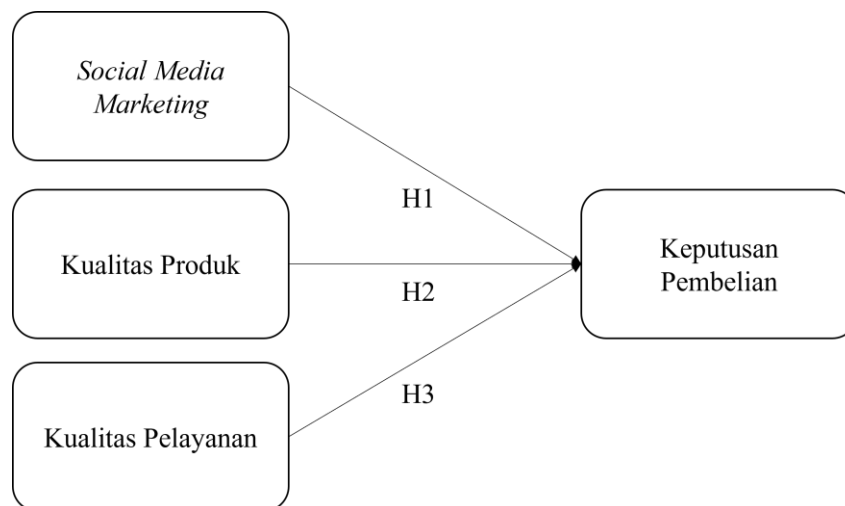 Social Media
Marketing
H1
Kualitas Produk
H2
Keputusan
Pembelian
H3
Kualitas Pelayanan